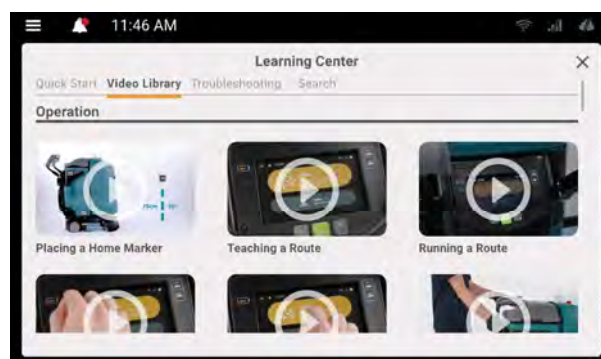 11:46 AM
Learning Center
Quick Start Video Library Troubleshooting Search
Operation
Placing a Home Marker
Teaching a Route
Running a Route